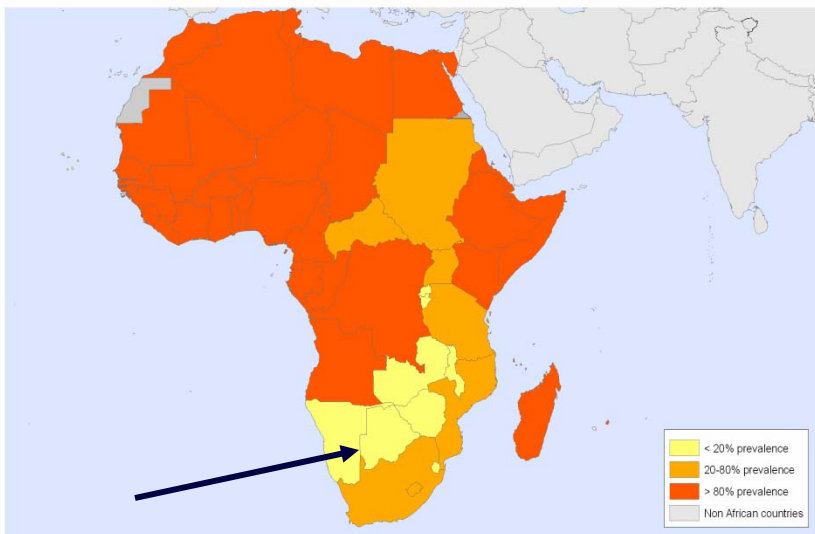 < 20% prevalence
20-80% prevalence
> 80% prevalence
Non African countries